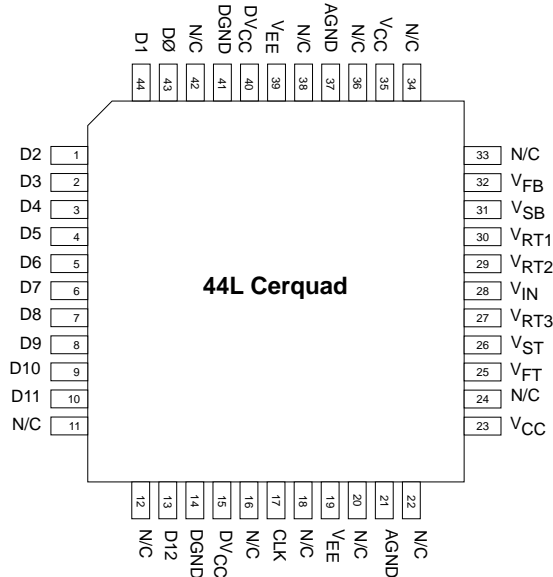 D1 DØ N/C DGND DVCC VEE N/C AGND N/C VCC N/C
44 43 42 41 40 39 38 37 36 35 34
D2 1
D3 2
D4 3
D5 4
D6 5
D7 6
D8 7
D9 8
D10 9
D11 10
N/C 11
44L Cerquad
33 N/C
32 VFB
31 VSB
30 VRT1
29 VRT2
28 VIN
27 VRT3
26 VST
25 VFT
24 N/C
23 VCC
12 13 14 15 16 17 18 19 20 21 22
N/C D12 DGND DVCC N/C CLK N/C VEE N/C AGND N/C